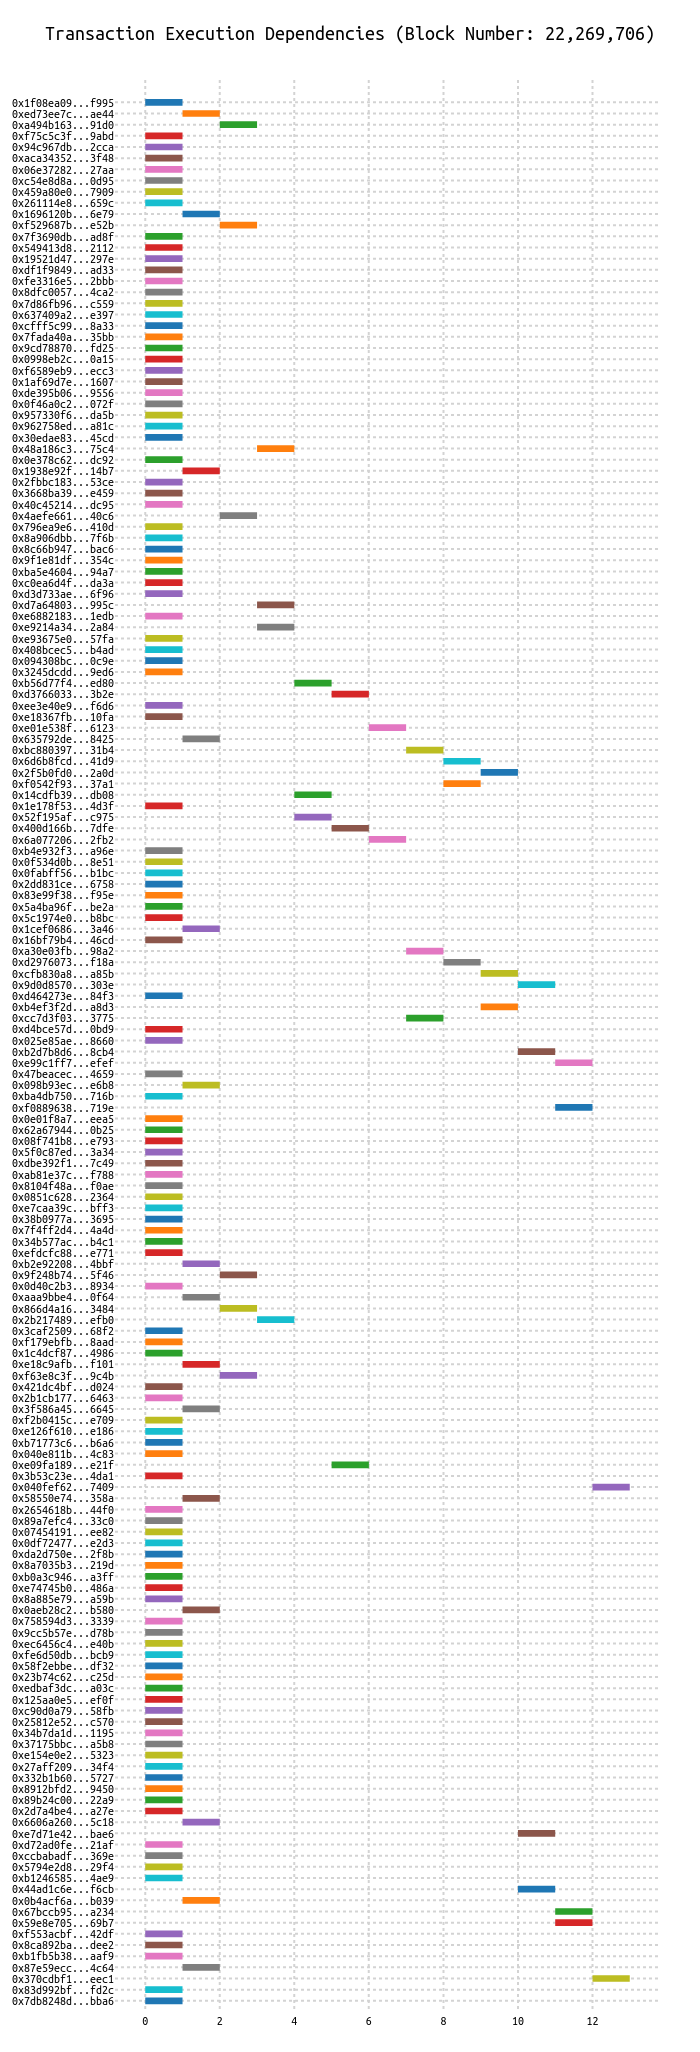 Transaction Execution Dependencies (Block Number: 22,269,706)
0x1f08ea09...f995
0xed73ee7c...ae44
0xa494b163...91d0
0xf75c5c3f...9abd
0x94c967db...2cca
0xaca34352...3f48
0x06e37282...27aa
0xc54e8d8a...0d95
0x459a80e0...7909
0x261114e8...659c
0x1696120b...6e79
0xf529687b...e52b
0x7f3690db...ad8f
0x549413d8...2112
0x19521d47...297e
0xdf1f9849...ad33
0xfe3316e5...2bbb
0x8dfc0057...4ca2
0x7d86fb96...c559
0x637409a2...e397
0xcfff5c99...8a33
0x7fada40a...35bb
0x9cd78870...fd25
0x0998eb2c...0a15
0xf6589eb9...ecc3
0x1af69d7e...1607
0xde395b06...9556
0x0f46a0c2...072f
0x957330f6...da5b
0x962758ed...a81c
0x30edae83...45cd
0x48a186c3...75c4
0x0e378c62...dc92
0x1938e92f...14b7
0x2fbbc183...53ce
0x3668ba39...e459
0x40c45214...dc95
0x4aefe661...40c6
0x796ea9e6...410d
0x8a906dbb...7f6b
0x8c66b947...bac6
0x9f1e81df...354c
0xba5e4604...94a7
0xc0ea6d4f...da3a
0xd3d733ae...6f96
0xd7a64803...995c
0xe6882183...1edb
0xe9214a34...2a84
0xe93675e0...57fa
0x408bcec5...b4ad
0x094308bc...0c9e
0x3245dcdd...9ed6
0xb56d77f4...ed80
0xd3766033...3b2e
0xee3e40e9...f6d6
0xe18367fb...10fa
0xe01e538f...6123
0x635792de...8425
0xbc880397...31b4
0x6d6b8fcd...41d9
0x2f5b0fd0...2a0d
0xf0542f93...37a1
0x14cdfb39...db08
0x1e178f53...4d3f
0x52f195af...c975
0x400d166b...7dfe
0x6a077206...2fb2
0xb4e932f3...a96e
0x0f534d0b...8e51
0x0fabff56...b1bc
0x2dd831ce...6758
0x83e99f38...f95e
0x5a4ba96f...be2a
0x5c1974e0...b8bc
0x1cef0686...3a46
0x16bf79b4...46cd
0xa30e03fb...98a2
0xd2976073...f18a
0xcfb830a8...a85b
0x9d0d8570...303e
0xd464273e...84f3
0xb4ef3f2d...a8d3
0xcc7d3f03...3775
0xd4bce57d...0bd9
0x025e85ae...8660
0xb2d7b8d6...8cb4
0xe99c1ff7...efef
0x47beacec...4659
0x098b93ec...e6b8
0xba4db750...716b
0xf0889638...719e
0x0e01f8a7...eea5
0x62a67944...0b25
0x08f741b8...e793
0x5f0c87ed...3a34
0xdbe392f1...7c49
0xab81e37c...f788
0x8104f48a...f0ae
0x0851c628...2364
0xe7caa39c...bff3
0x38b0977a...3695
0x7f4ff2d4...4a4d
0x34b577ac...b4c1
0xefdcfc88...e771
0xb2e92208...4bbf
0x9f248b74...5f46
0x0d40c2b3...8934
0xaaa9bbe4...0f64
0x866d4a16...3484
0x2b217489...efb0
0x3caf2509...68f2
0xf179ebfb...8aad
0x1c4dcf87...4986
0xe18c9afb...f101
0xf63e8c3f...9c4b
0x421dc4bf...d024
0x2b1cb177...6463
0x3f586a45...6645
0xf2b0415c...e709
0xe126f610...e186
0xb71773c6...b6a6
0x040e811b...4c83
0xe09fa189...e21f
0x3b53c23e...4da1
0x040fef62...7409
0x58550e74...358a
0x2654618b...44f0
0x89a7efc4...33c0
0x07454191...ee82
0x0df72477...e2d3
0xda2d750e...2f8b
0x8a7035b3...219d
0xb0a3c946...a3ff
0xe74745b0...486a
0x8a885e79...a59b
0x0aeb28c2...b580
0x758594d3...3339
0x9cc5b57e...d78b
0xec6456c4...e40b
0xfe6d50db...bcb9
0x58f2ebbe...df32
0x23b74c62...c25d
0xedbaf3dc...a03c
0x125aa0e5...ef0f
0xc90d0a79...58fb
0x25812e52...c570
0x34b7da1d...1195
0x37175bbc...a5b8
0xe154e0e2...5323
0x27aff209...34f4
0x332b1b60...5727
0x8912bfd2...9450
0x89b24c00...22a9
0x2d7a4be4...a27e
0x6606a260...5c18
0xe7d71e42...bae6
0xd72ad0fe...21af
0xccbabadf...369e
0x5794e2d8...29f4
0xb1246585...4ae9
0x44ad1c6e...f6cb
0x0b4acf6a...b039
0x67bccb95...a234
0x59e8e705...69b7
0xf553acbf...42df
0x8ca892ba...dee2
0xb1fb5b38...aaf9
0x87e59ecc...4c64
0x370cdbf1...eec1
0x83d992bf...fd2c
0x7db8248d...bba6
0 2 4 6 8 10 12